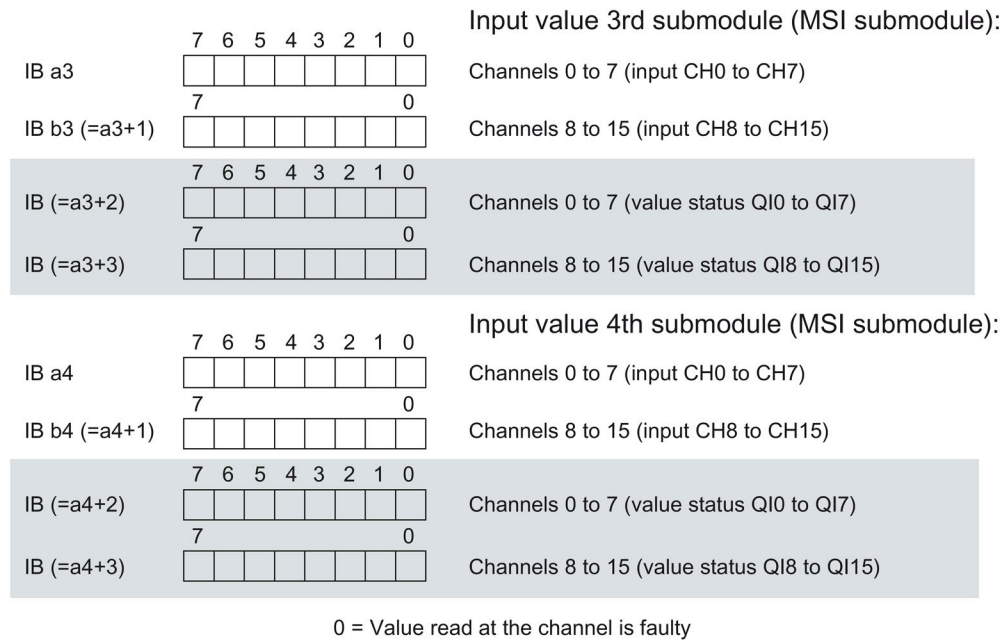 Input value 3rd submodule (MSI submodule):
7 6 5 4 3 2 1 0
IB a3 Channels 0 to 7 (input CH0 to CH7)
7 0
IB b3 (=a3+1) Channels 8 to 15 (input CH8 to CH15)
7 6 5 4 3 2 1 0
IB (=a3+2) Channels 0 to 7 (value status QI0 to QI7)
7 0
IB (=a3+3) Channels 8 to 15 (value status QI8 to QI15)
Input value 4th submodule (MSI submodule):
7 6 5 4 3 2 1 0
IB a4 Channels 0 to 7 (input CH0 to CH7)
7 0
IB b4 (=a4+1) Channels 8 to 15 (input CH8 to CH15)
7 6 5 4 3 2 1 0
IB (=a4+2) Channels 0 to 7 (value status QI0 to QI7)
7 0
IB (=a4+3) Channels 8 to 15 (value status QI8 to QI15)
0 = Value read at the channel is faulty